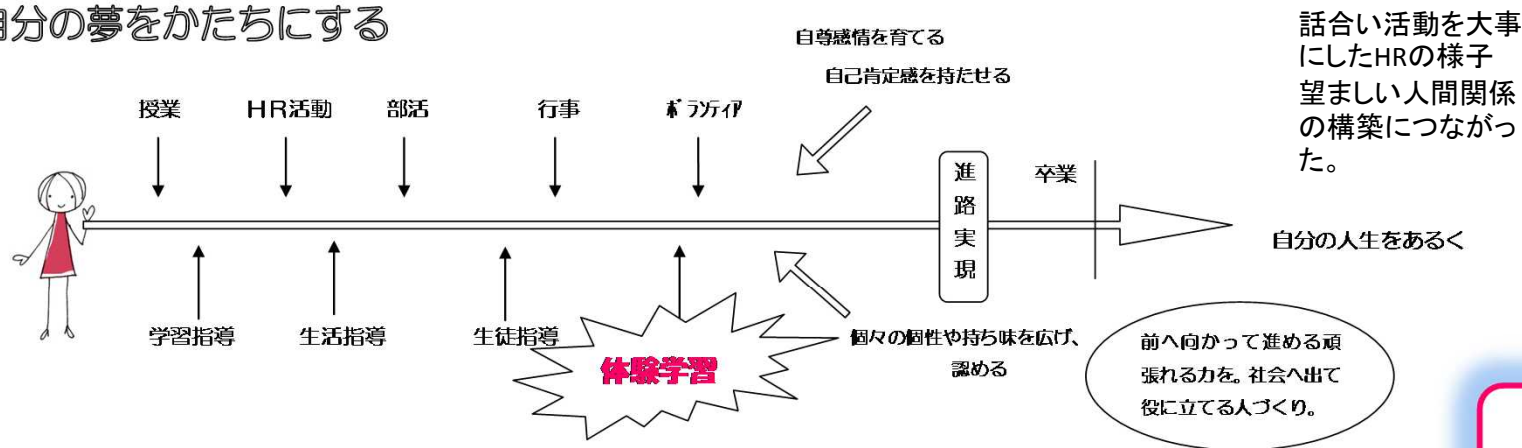 自分の夢をかたちにする
話合い活動を大事
にしたHRの様子
望ましい人間関係
の構築につながっ
た。
自尊感情を育てる
自己肯定感を持たせる
授業
HR活動
部活
行事
ボランティア
進路実現
卒業
自分の人生をあるく
学習指導
生活指導
生徒指導
体験学習
個々の個性や持ち味を広げ、
認める
前へ向かって進める頑
張れる力を。社会へ出て
役に立てる人づくり。